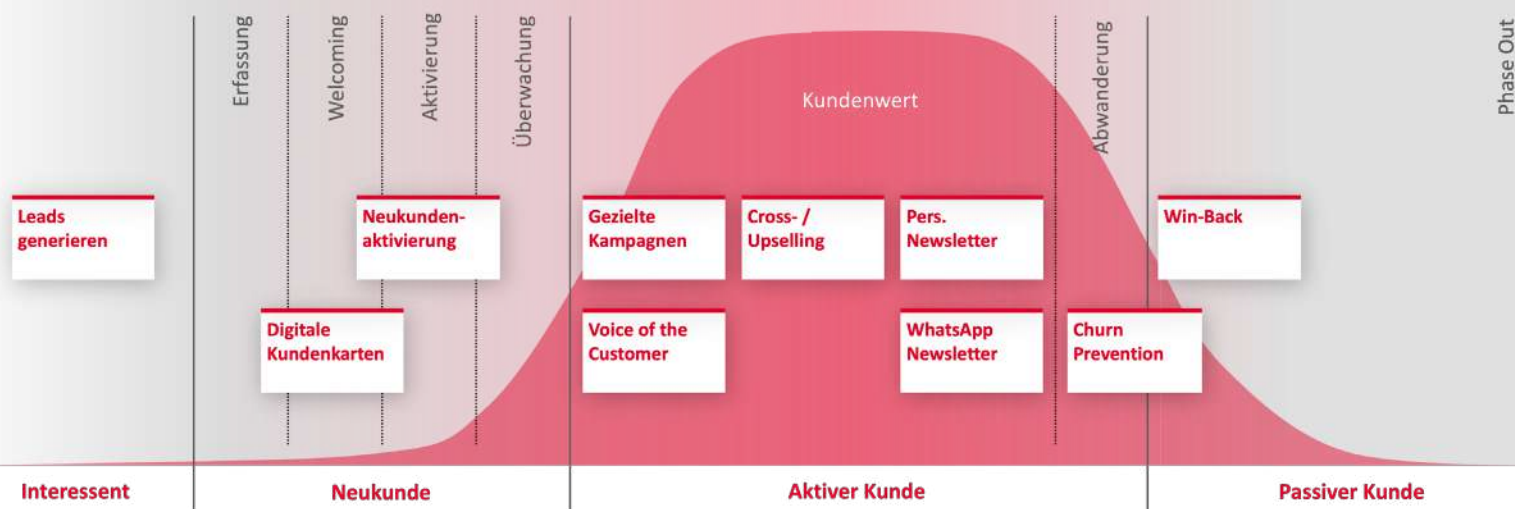 Erfassung
Welcoming
Aktivierung
Überwachung
Kundenwert
Abwanderung
Phase Out
Leads
generieren
Neukunden-
aktivierung
Gezielte
Kampagnen
Cross- /
Upselling
Pers.
Newsletter
Win-Back
Digitale
Kundenkarten
Voice of the
Customer
WhatsApp
Newsletter
Churn
Prevention
Interessent
Neukunde
Aktiver Kunde
Passiver Kunde